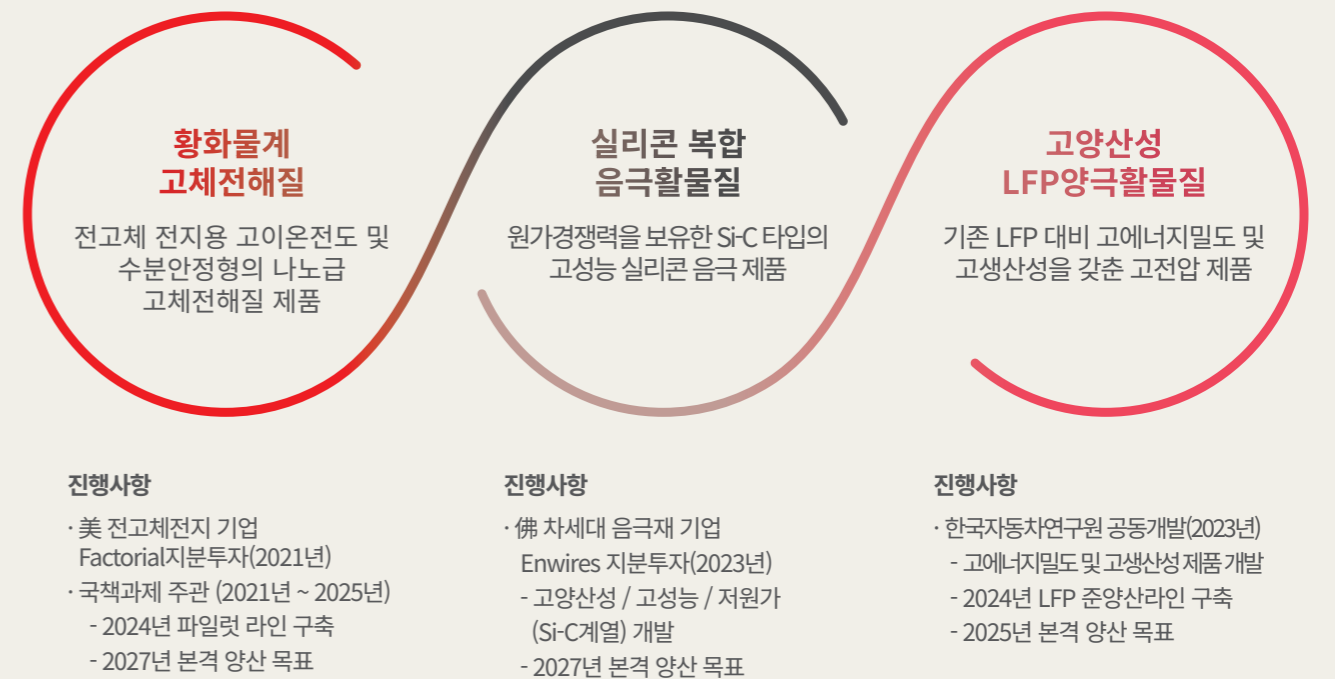 황화물계
고체전해질
전고체 전지용 고이온전도 및
수분안정형의 나노급
고체전해질 제품
실리콘 복합
음극활물질
원가경쟁력을 보유한 Si-C 타입의
고성능 실리콘 음극 제품
고양산성
LFP양극활물질
기존 LFP 대비 고에너지밀도 및
고생산성을 갖춘 고전압 제품
진행사항
· 美 전고체전지 기업
Factorial지분투자(2021년)
· 국책과제 주관 (2021년 ~ 2025년)
- 2024년 파일럿 라인 구축
- 2027년 본격 양산 목표
진행사항
· 佛 차세대 음극재 기업
Enwires 지분투자(2023년)
- 고양산성 / 고성능 / 저원가
(Si-C계열) 개발
- 2027년 본격 양산 목표
진행사항
· 한국자동차연구원 공동개발(2023년)
- 고에너지밀도 및 고생산성 제품 개발
- 2024년 LFP 준양산라인 구축
- 2025년 본격 양산 목표